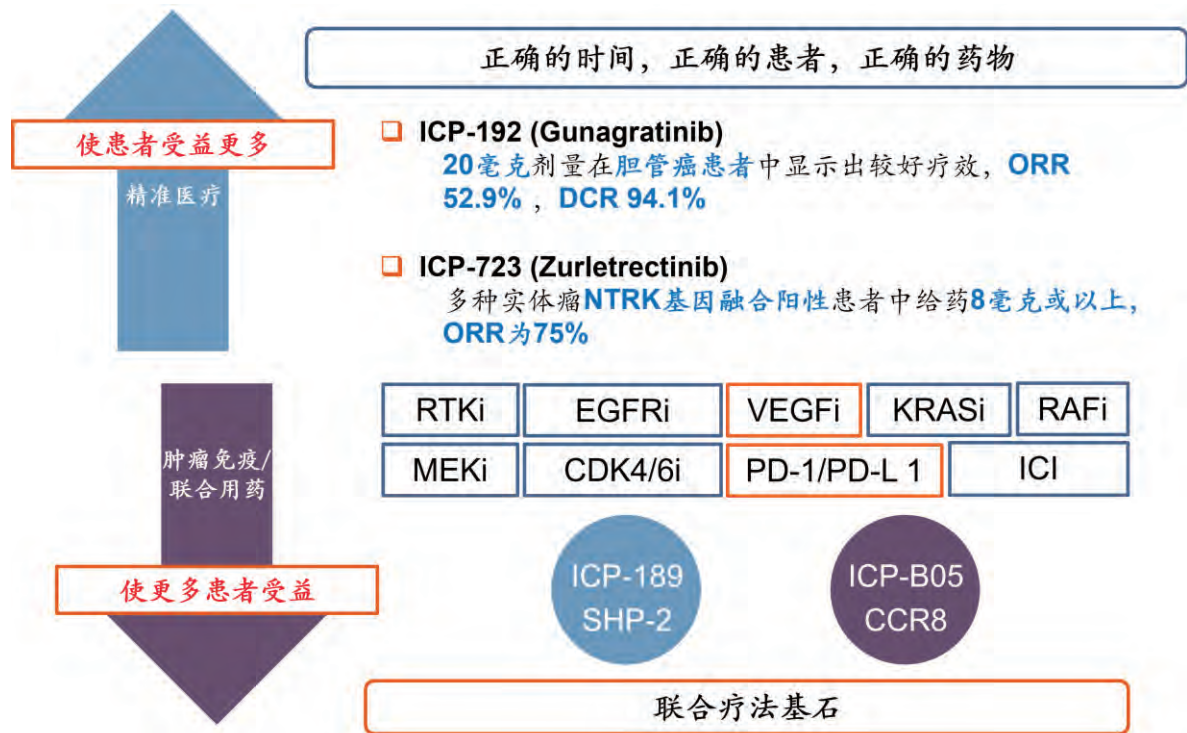 正确的时间，正确的患者，正确的药物
使患者受益更多
精准医疗
ICP-192 (Gunagratinib)
20毫克剂量在胆管癌患者中显示出较好疗效，ORR
52.9% ，DCR 94.1%
ICP-723 (Zurletrectinib)
多种实体瘤NTRK基因融合阳性患者中给药8毫克或以上，
ORR为75%
RTKi EGFRi VEGFi KRASi RAFi
MEKi CDK4/6i PD-1/PD-L 1 ICI
肿瘤免疫/
联合用药
使更多患者受益
ICP-189
SHP-2
ICP-B05
CCR8
联合疗法基石